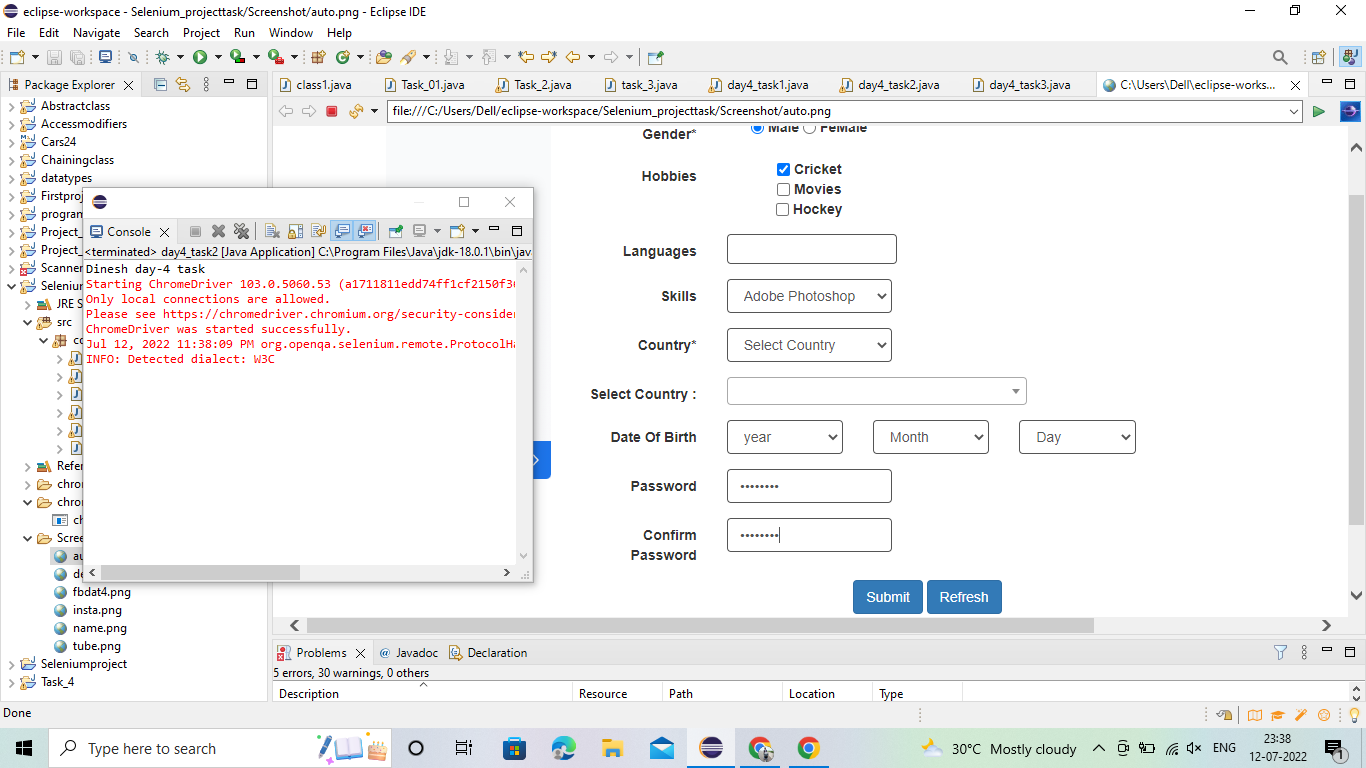 eclipse-workspace - Selenium_projecttask/Screenshot/auto.png - Eclipse IDE
File Edit Navigate Search Project Run Window Help
Package Explorer
class1.java Task_01.java Task_2.java task_3.java day4_task1.java day4_task2.java day4_task3.java C:\Users\Dell\eclipse-works...
file:///C:/Users/Dell/eclipse-workspace/Selenium_projecttask/Screenshot/auto.png
Abstractclass
Accessmodifiers
Cars24
Chainingclass
datatypes
Firstproj
program
Project_
Project_
Scanner
Selenium
JRE S
src
co
Refer
chro
chro
ch
Scree
au
de
fbdat4.png
insta.png
name.png
tube.png
Seleniumproject
Task_4
Console
<terminated> day4_task2 [Java Application] C:\Program Files\Java\jdk-18.0.1\bin\java
Dinesh day-4 task
Starting ChromeDriver 103.0.5060.53 (a1711811edd74ff1cf2150f36
Only local connections are allowed.
Please see https://chromedriver.chromium.org/security-consider
ChromeDriver was started successfully.
Jul 12, 2022 11:38:09 PM org.openqa.selenium.remote.ProtocolHa
INFO: Detected dialect: W3C
Gender* Male FeMale
Hobbies Cricket
Movies
Hockey
Languages
Skills Adobe Photoshop
Country* Select Country
Select Country :
Date Of Birth year Month Day
Password ••••••••
Confirm Password ••••••••
Submit Refresh
Problems Javadoc Declaration
5 errors, 30 warnings, 0 others
Description Resource Path Location Type
Done
Type here to search
30°C Mostly cloudy ENG 23:38
12-07-2022
1